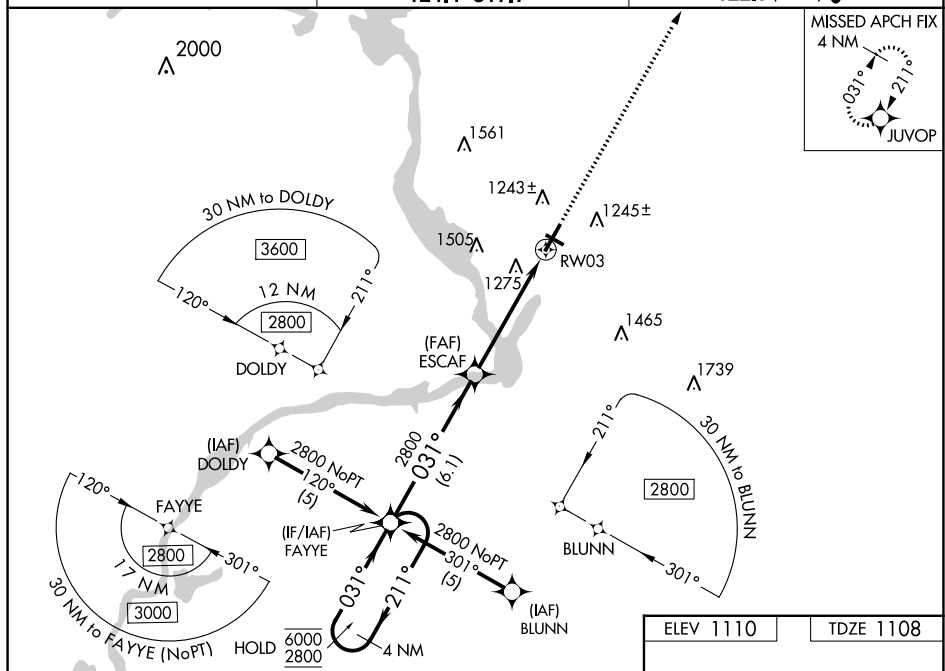 MISSED APCH FIX
4 NM
031°
211°
JUVOP
2000
1561
1243±
1245±
1505
1275
RW03
30 NM to DOLDY
3600
120°
211°
12 NM
2800
DOLDY
1465
1739
(FAF)
ESCAF
2800
031°
(6.1)
(IAF)
DOLDY
2800 NoPT
120°
(5)
(IF/IAF)
FAYYE
2800 NoPT
301°
(5)
(IAF)
BLUNN
211°
30 NM to BLUNN
2800
BLUNN
301°
120°
FAYYE
2800
17 NM
301°
3000
30 NM to FAYYE (NoPT)
031°
211°
HOLD
6000
2800
4 NM
ELEV 1110
TDZE 1108